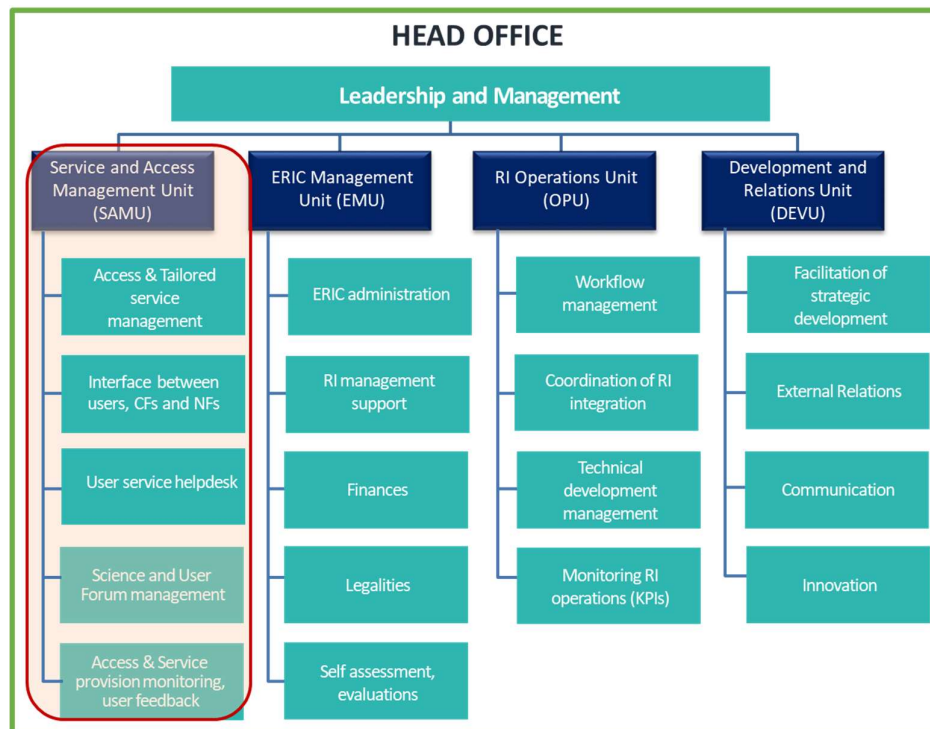 HEAD OFFICE
Leadership and Management
Service and Access
Management Unit
(SAMU)
Access & Tailored
service
management
Interface between
users, CFs and NFs
User service helpdesk
Science and User
Forum management
Access & Service
provision monitoring,
user feedback
ERIC Management
Unit (EMU)
ERIC administration
RI management
support
Finances
Legalities
Self assessment,
evaluations
RI Operations Unit
(OPU)
Workflow
management
Coordination of RI
integration
Technical
development
management
Monitoring RI
operations (KPIs)
Development and
Relations Unit
(DEVU)
Facilitation of
strategic
development
External Relations
Communication
Innovation